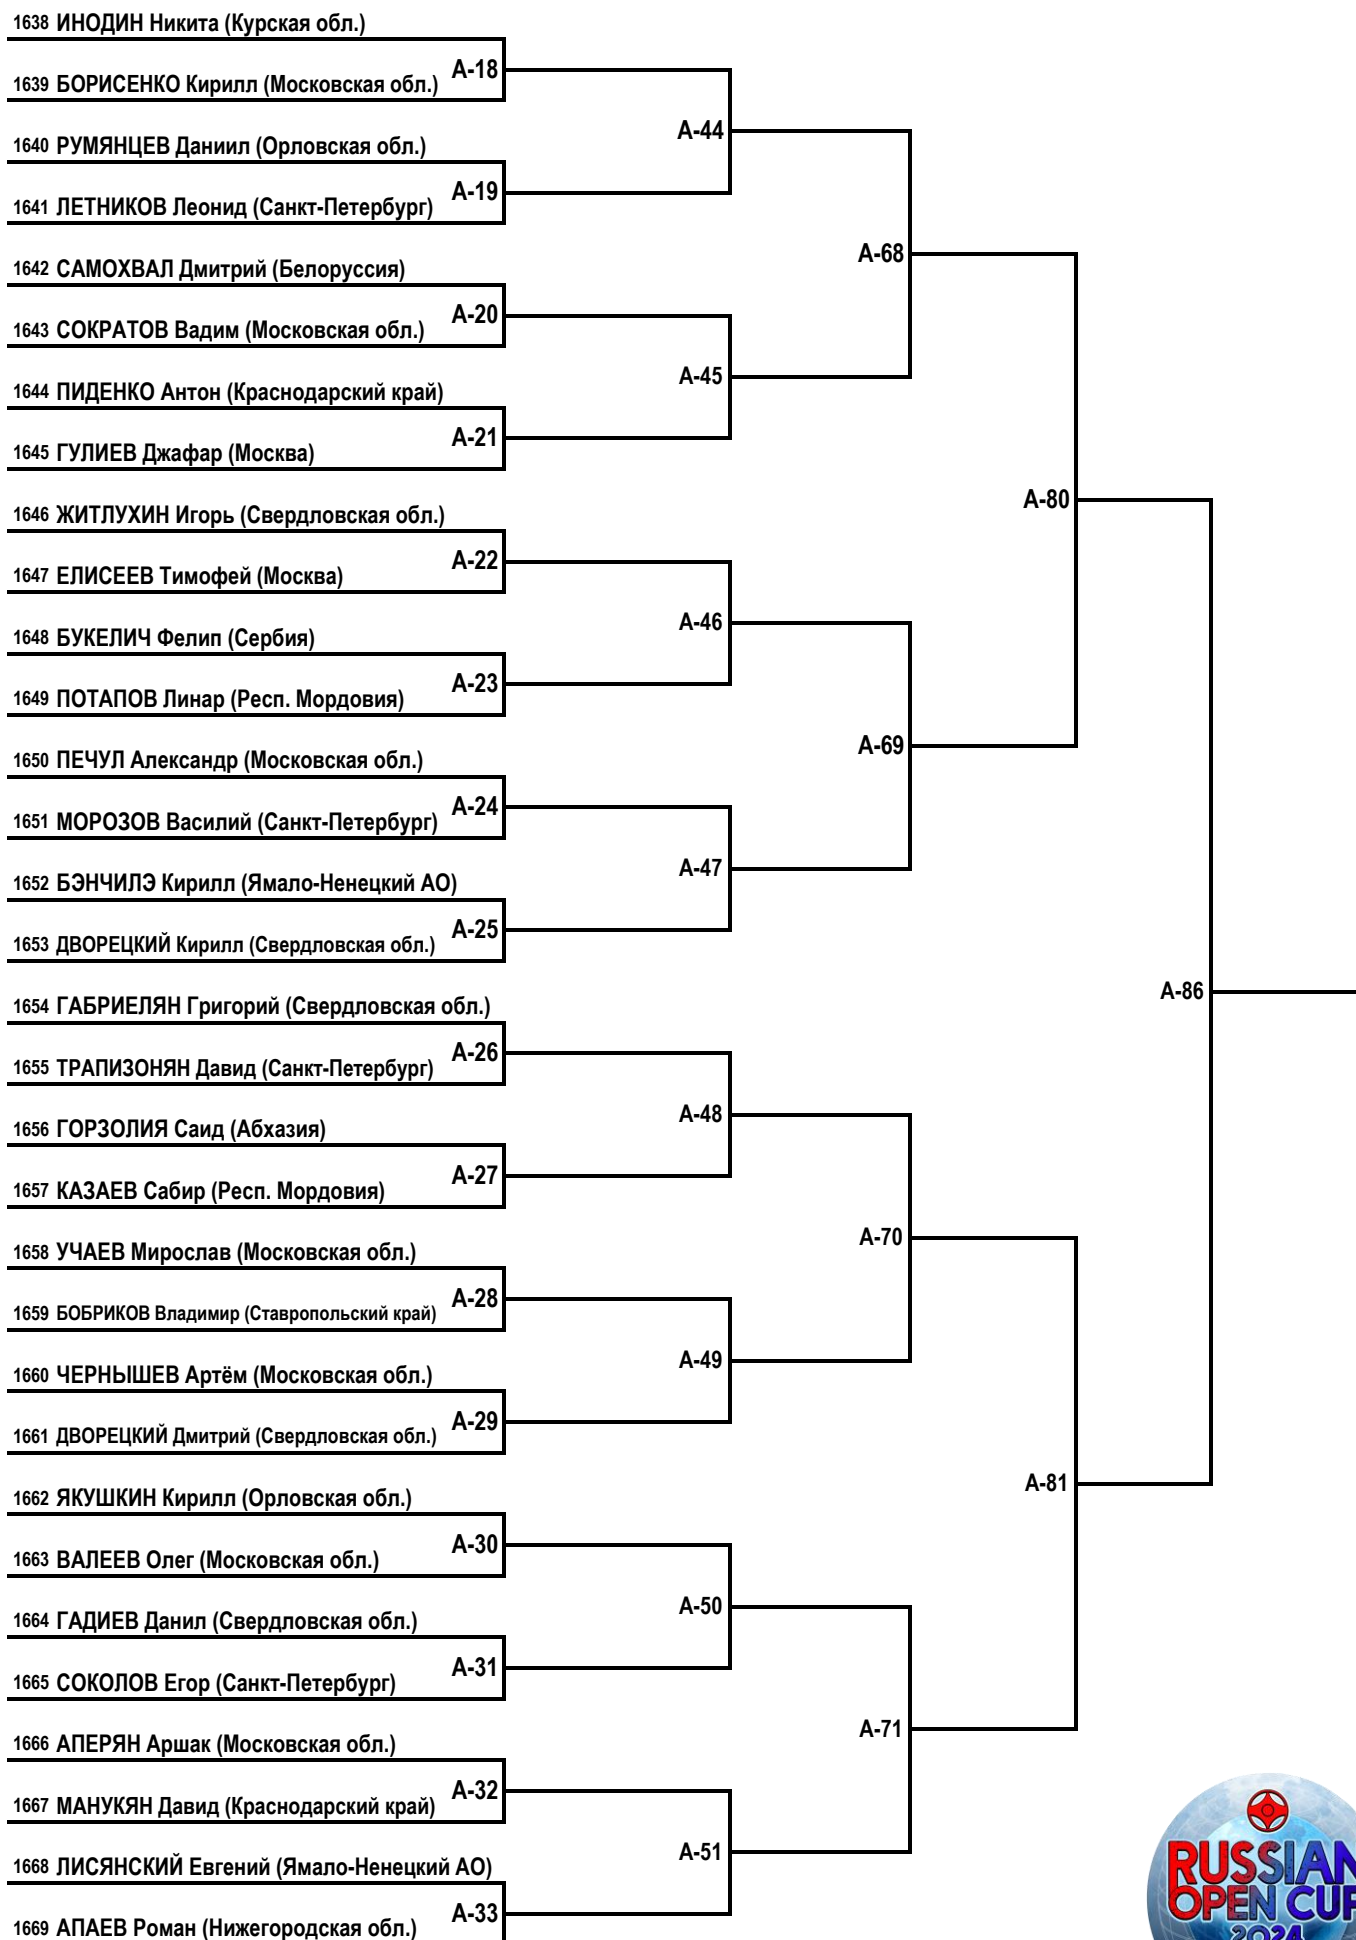 1638 ИНОДИН Никита (Курская обл.)
А-18
1639 БОРИСЕНКО Кирилл (Московская обл.)
А-44
1640 РУМЯНЦЕВ Даниил (Орловская обл.)
А-19
1641 ЛЕТНИКОВ Леонид (Санкт-Петербург)
А-68
1642 САМОХВАЛ Дмитрий (Белоруссия)
А-20
1643 СОКРАТОВ Вадим (Московская обл.)
А-45
1644 ПИДЕНКО Антон (Краснодарский край)
А-21
1645 ГУЛИЕВ Джафар (Москва)
А-80
1646 ЖИТЛУХИН Игорь (Свердловская обл.)
А-22
1647 ЕЛИСЕЕВ Тимофей (Москва)
А-46
1648 БУКЕЛИЧ Фелип (Сербия)
А-23
1649 ПОТАПОВ Линар (Респ. Мордовия)
А-69
1650 ПЕЧУЛ Александр (Московская обл.)
А-24
1651 МОРОЗОВ Василий (Санкт-Петербург)
А-47
1652 БЭНЧИЛЭ Кирилл (Ямало-Ненецкий АО)
А-25
1653 ДВОРЕЦКИЙ Кирилл (Свердловская обл.)
А-86
1654 ГАБРИЕЛЯН Григорий (Свердловская обл.)
А-26
1655 ТРАПИЗОНЯН Давид (Санкт-Петербург)
А-48
1656 ГОРЗОЛИЯ Саид (Абхазия)
А-27
1657 КАЗАЕВ Сабир (Респ. Мордовия)
А-70
1658 УЧАЕВ Мирослав (Московская обл.)
А-28
1659 БОБРИКОВ Владимир (Ставропольский край)
А-49
1660 ЧЕРНЫШЕВ Артём (Московская обл.)
А-29
1661 ДВОРЕЦКИЙ Дмитрий (Свердловская обл.)
А-81
1662 ЯКУШКИН Кирилл (Орловская обл.)
А-30
1663 ВАЛЕЕВ Олег (Московская обл.)
А-50
1664 ГАДИЕВ Данил (Свердловская обл.)
А-31
1665 СОКОЛОВ Егор (Санкт-Петербург)
А-71
1666 АПЕРЯН Аршак (Московская обл.)
А-32
1667 МАНУКЯН Давид (Краснодарский край)
А-51
1668 ЛИСЯНСКИЙ Евгений (Ямало-Ненецкий АО)
А-33
1669 АПАЕВ Роман (Нижегородская обл.)
RUSSIAN
OPEN CUP
2024